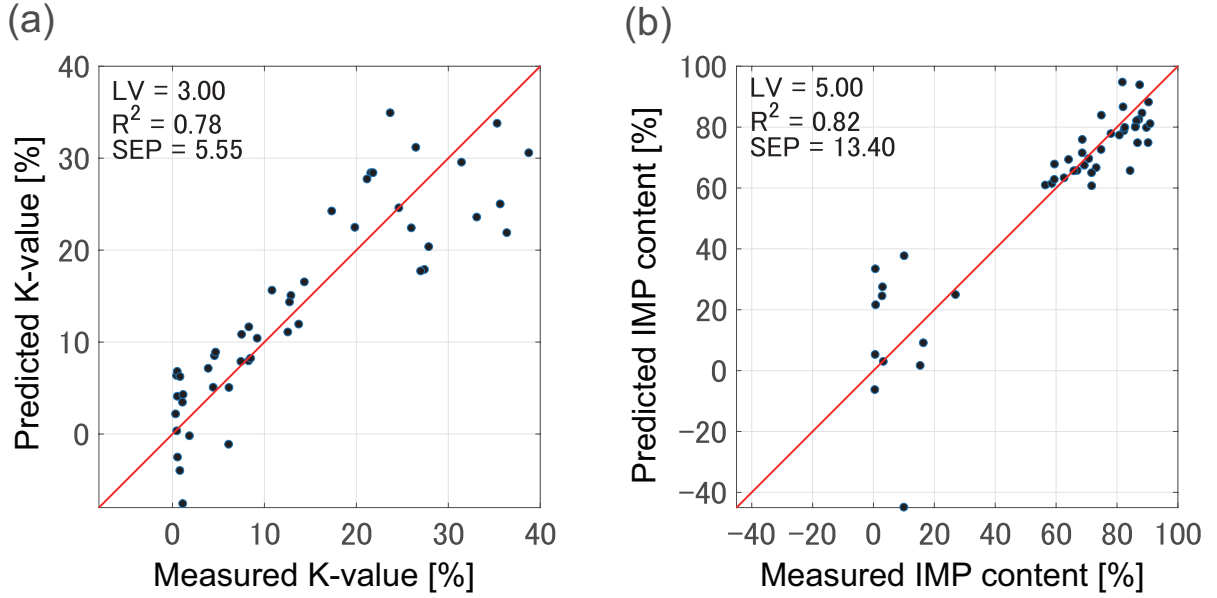 (a)
LV = 3.00
R² = 0.78
SEP = 5.55
40
30
20
10
0
0 10 20 30 40
Predicted K-value [%]
Measured K-value [%]
(b)
LV = 5.00
R² = 0.82
SEP = 13.40
100
80
60
40
20
0
−20
−40
−40 −20 0 20 40 60 80 100
Predicted IMP content [%]
Measured IMP content [%]